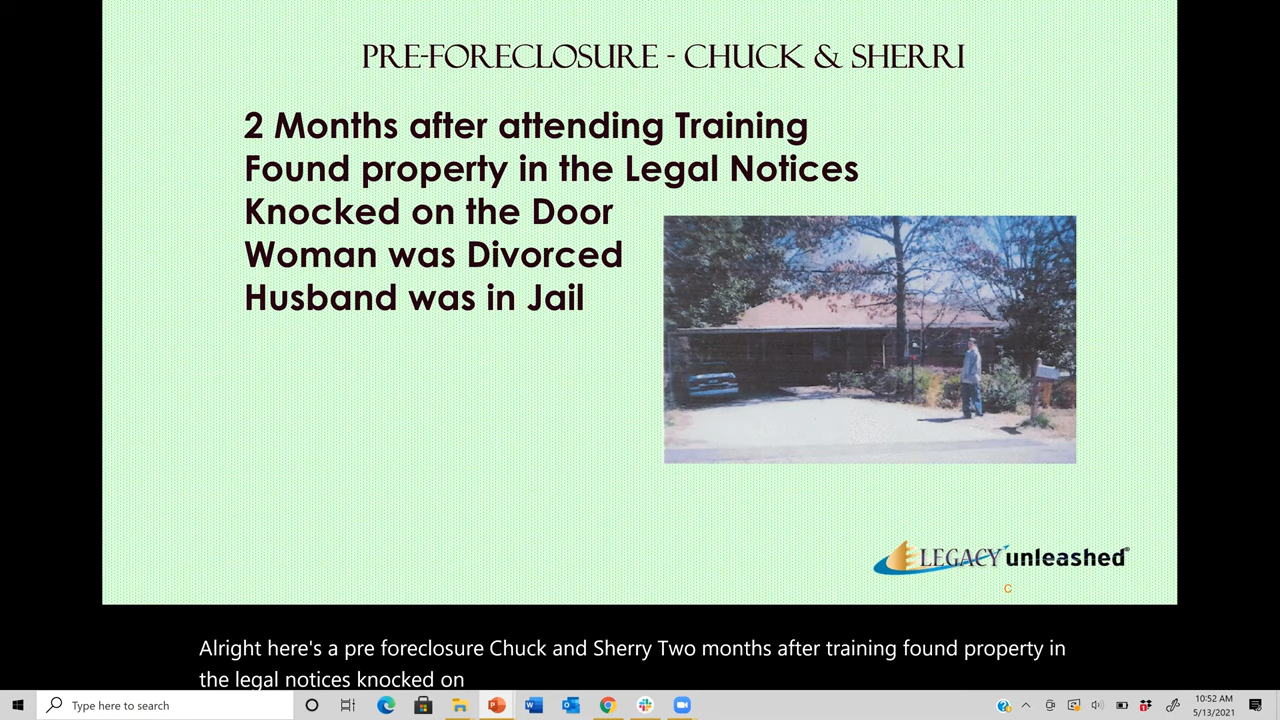 PRE-FORECLOSURE - CHUCK & SHERRI
2 Months after attending Training
Found property in the Legal Notices
Knocked on the Door
Woman was Divorced
Husband was in Jail
LEGACY unleashed®
C
Alright here's a pre foreclosure Chuck and Sherry Two months after training found property in
the legal notices knocked on
Type here to search
10:52 AM
5/13/2021